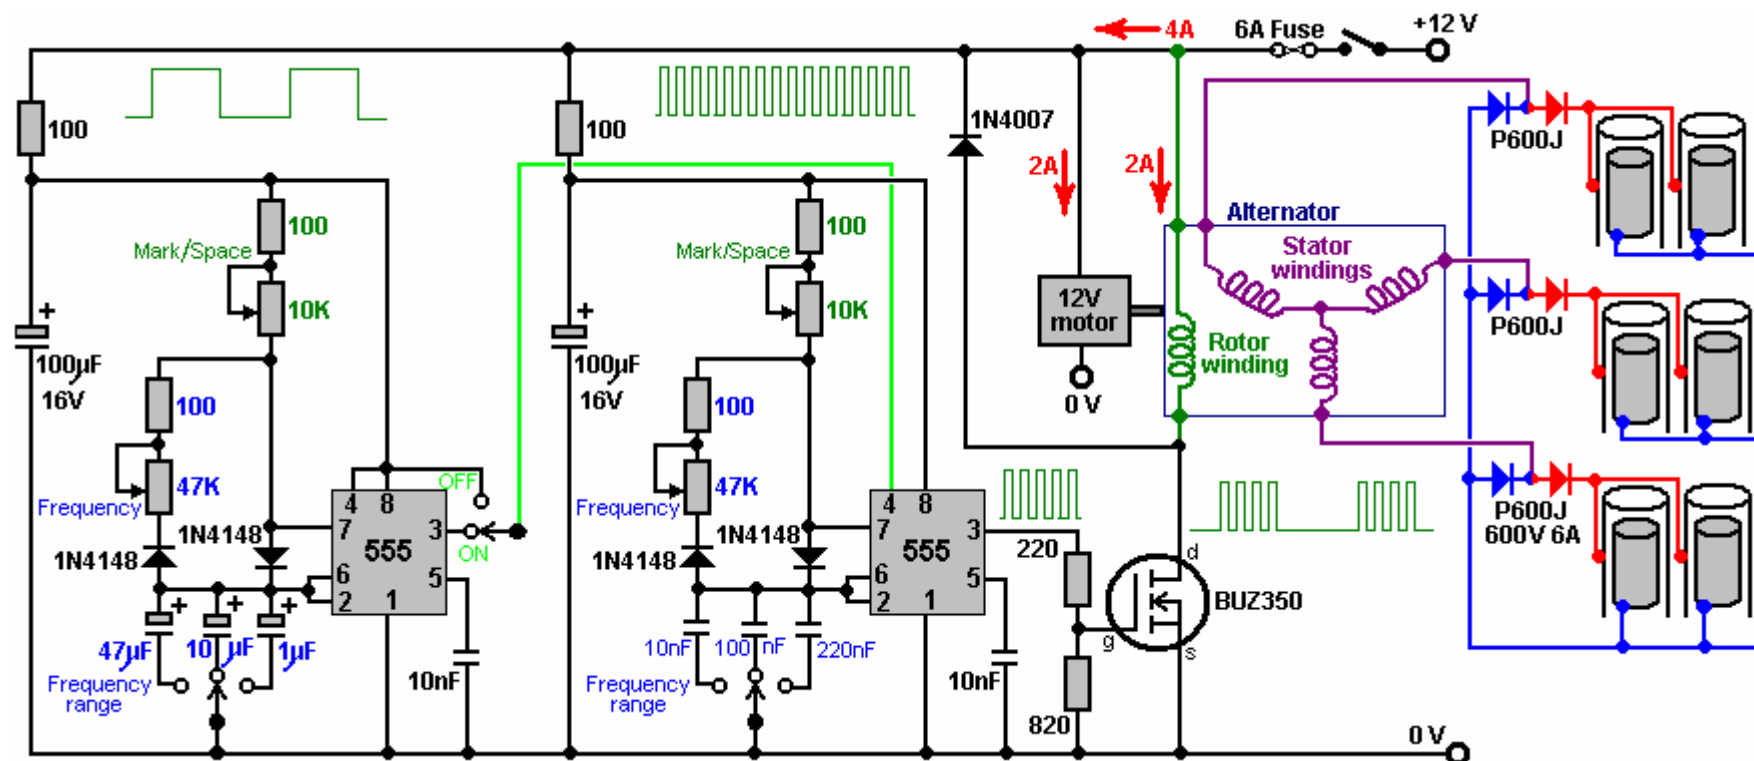 +12 V
6A Fuse
4A
100
100
1N4007
P600J
2A
2A
Alternator
Stator
windings
100
Mark/Space
10K
100
Mark/Space
10K
12V
motor
0 V
Rotor
winding
P600J
100µF
16V
100µF
16V
100
47K
Frequency
100
47K
Frequency
OFF
ON
1N4148
1N4148
1N4148
1N4148
4
8
7
3
555
6
5
2
1
4
8
7
3
555
6
5
2
1
220
d
BUZ350
g
s
P600J
600V 6A
47µF
10 µF
1µF
10nF
100 nF
220nF
Frequency
range
Frequency
range
10nF
10nF
820
0 V